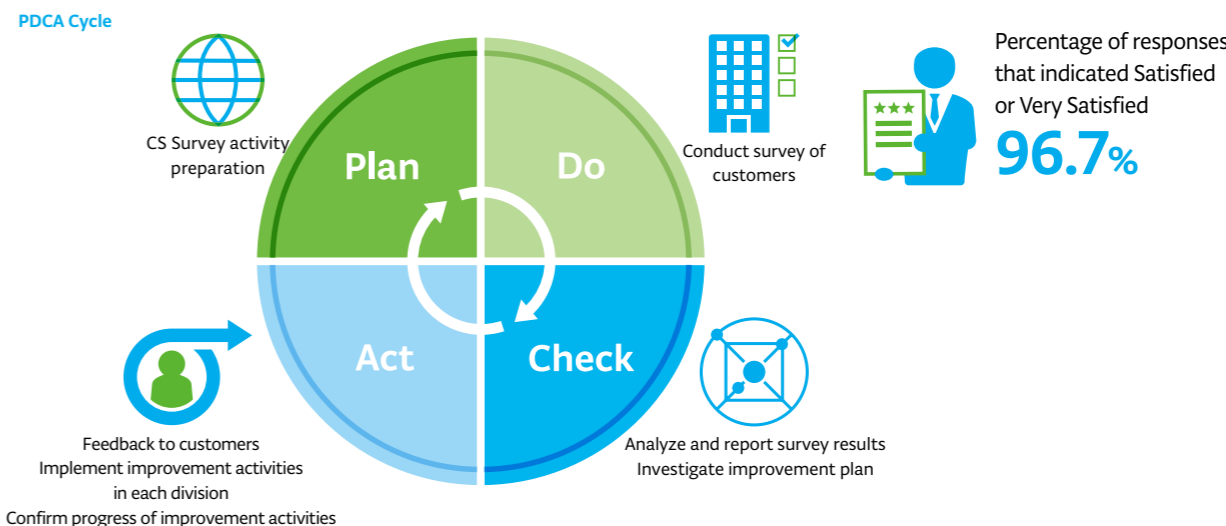 PDCA Cycle
CS Survey activity
preparation
Plan
Do
Conduct survey of
customers
Percentage of responses
that indicated Satisfied
or Very Satisfied
96.7%
Act
Check
Feedback to customers
Implement improvement activities
in each division
Confirm progress of improvement activities
Analyze and report survey results
Investigate improvement plan